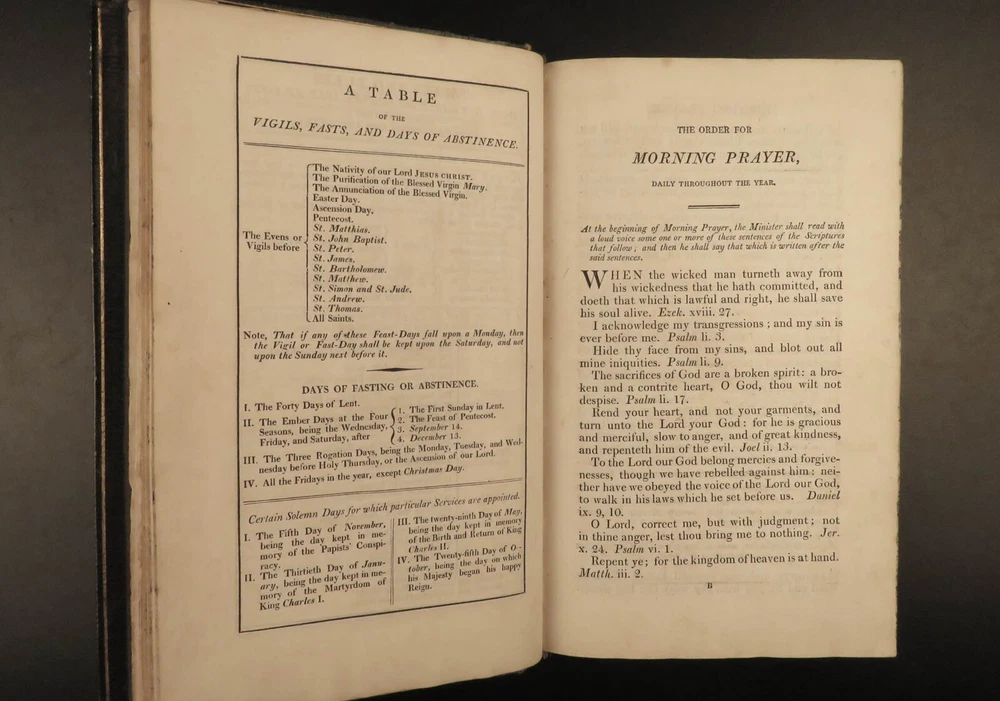 A TABLE
OF THE
VIGILS, FASTS, AND DAYS OF ABSTINENCE.
The Evens or
Vigils before
The Nativity of our Lord JESUS CHRIST.
The Purification of the Blessed Virgin Mary.
The Annunciation of the Blessed Virgin.
Easter Day.
Ascension Day.
Pentecost.
St. Matthias.
St. John Baptist.
St. Peter.
St. James.
St. Bartholomew.
St. Matthew.
St. Simon and St. Jude.
St. Andrew.
St. Thomas.
All Saints.
Note, That if any of these Feast-Days fall upon a Monday, then
the Vigil or Fast-Day shall be kept upon the Saturday, and not
upon the Sunday next before it.
DAYS OF FASTING OR ABSTINENCE.
I. The Forty Days of Lent.
II. The Ember Days at the Four
Seasons, being the Wednesday,
Friday, and Saturday, after
1. The First Sunday in Lent.
2. The Feast of Pentecost.
3. September 14.
4. December 13.
III. The Three Rogation Days, being the Monday, Tuesday, and Wed-
nesday before Holy Thursday, or the Ascension of our Lord.
IV. All the Fridays in the year, except Christmas Day.
Certain Solemn Days for which particular Services are appointed.
I. The Fifth Day of November,
being the day kept in me-
mory of the Papists' Conspi-
racy.
II. The Thirtieth Day of Janu-
ary, being the day kept in me-
mory of the Martyrdom of
King Charles I.
III. The twenty-ninth Day of May,
being the day kept in memory
of the Birth and Return of King
Charles II.
IV. The Twenty-fifth Day of O-
tober, being the day on which
his Majesty began his happy
Reign.
THE ORDER FOR
MORNING PRAYER,
DAILY THROUGHOUT THE YEAR.
At the beginning of Morning Prayer, the Minister shall read with
a loud voice some one or more of these sentences of the Scriptures
that follow; and then he shall say that which is written after the
said sentences.
WHEN the wicked man turneth away from
his wickedness that he hath committed, and
doeth that which is lawful and right, he shall save
his soul alive. Ezek. xviii. 27.
I acknowledge my transgressions; and my sin is
ever before me. Psalm li. 3.
Hide thy face from my sins, and blot out all
mine iniquities. Psalm li. 9.
The sacrifices of God are a broken spirit: a bro-
ken and a contrite heart, O God, thou wilt not
despise. Psalm li. 17.
Rend your heart, and not your garments, and
turn unto the Lord your God: for he is gracious
and merciful, slow to anger, and of great kindness,
and repenteth him of the evil. Joel ii. 13.
To the Lord our God belong mercies and forgive-
nesses, though we have rebelled against him: nei-
ther have we obeyed the voice of the Lord our God,
to walk in his laws which he set before us. Daniel
ix. 9, 10.
O Lord, correct me, but with judgment; not
in thine anger, lest thou bring me to nothing. Jer.
x. 24. Psalm vi. 1.
Repent ye; for the kingdom of heaven is at hand.
Matth. iii. 2.
B